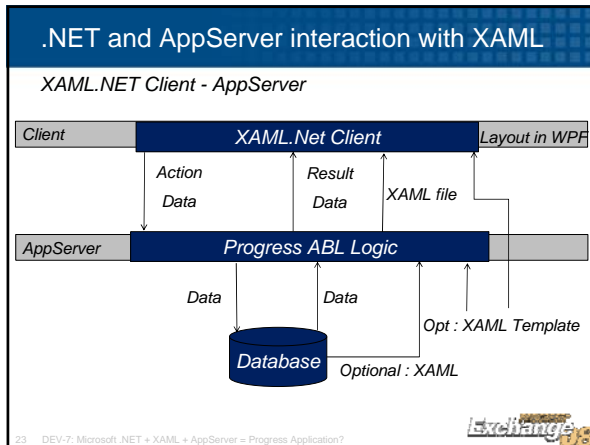 .NET and AppServer interaction with XAML
XAML.NET Client - AppServer
Client
XAML.Net Client
Layout in WPF
Action
Data
Result
Data
XAML file
AppServer
Progress ABL Logic
Data
Data
Opt : XAML Template
Database
Optional : XAML
23 DEV-7: Microsoft .NET + XAML + AppServer = Progress Application?
Exchange